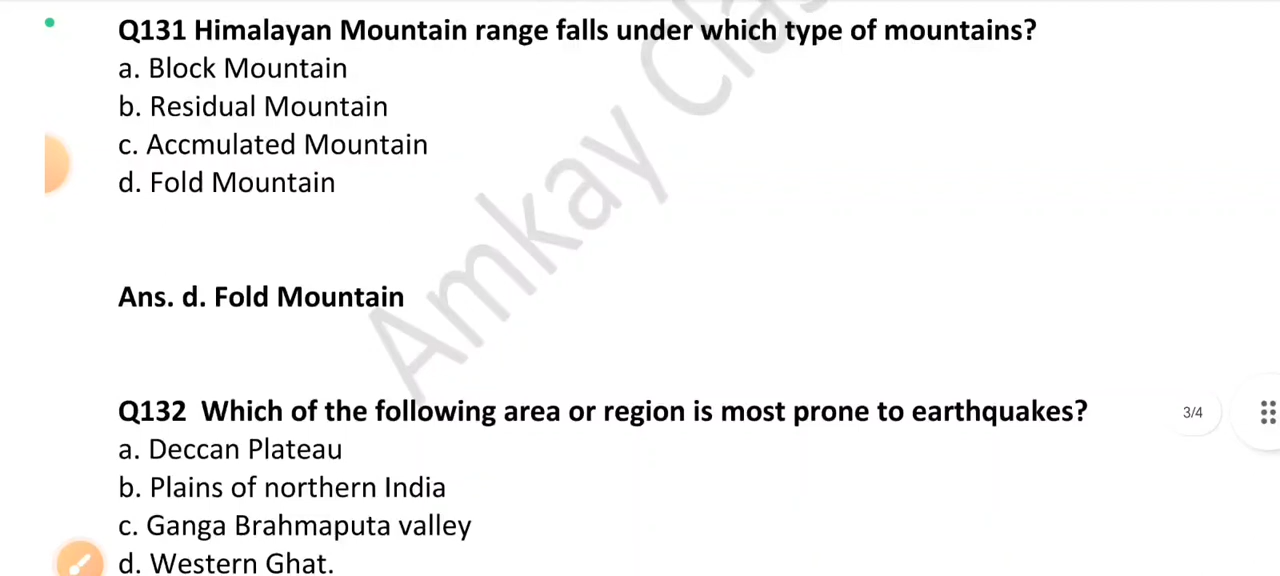 Q131 Himalayan Mountain range falls under which type of mountains?
a. Block Mountain
b. Residual Mountain
c. Accmulated Mountain
d. Fold Mountain
Ans. d. Fold Mountain
Amkay Clas
Q132 Which of the following area or region is most prone to earthquakes?
3/4
a. Deccan Plateau
b. Plains of northern India
c. Ganga Brahmaputa valley
d. Western Ghat.